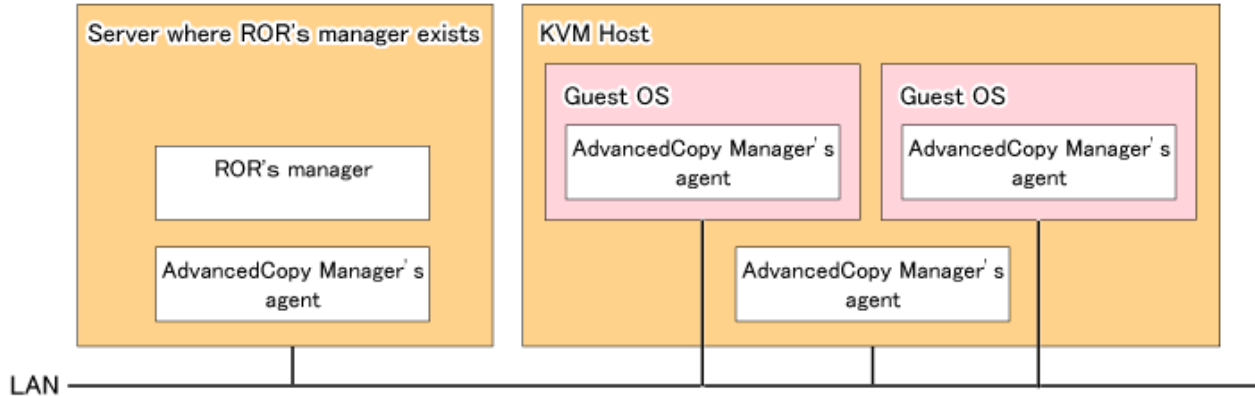 Server where ROR's manager exists
ROR's manager
AdvancedCopy Manager's
agent
KVM Host
Guest OS
AdvancedCopy Manager's
agent
Guest OS
AdvancedCopy Manager's
agent
AdvancedCopy Manager's
agent
LAN